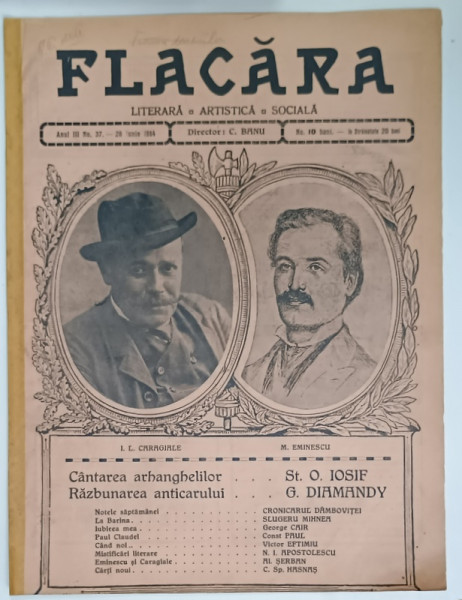 FLACĂRA
LITERARĂ ARTISTICĂ SOCIALĂ
Anul III No. 37. — 28 Iunie 1914
Director: C. BANU
No. 10 bani. — în Străinătate 20 bani
I. L. CARAGIALE M. EMINESCU
Cântarea arhanghelilor . . . St. O. IOSIF
Răzbunarea anticarului . . . G. DIAMANDY
Notele săptămânei CRONICARUL DÂMBOVIȚEI
La Darina SLUGERU MIHNEA
Iubirea mea George CAIR
Paul Claudel Const PAUL
Când noi Victor EFTIMIU
Mistificări literare N. I. APOSTOLESCU
Eminescu și Caragiale Al. ȘERBAN
Cărți noui C. Sp. HASNAȘ